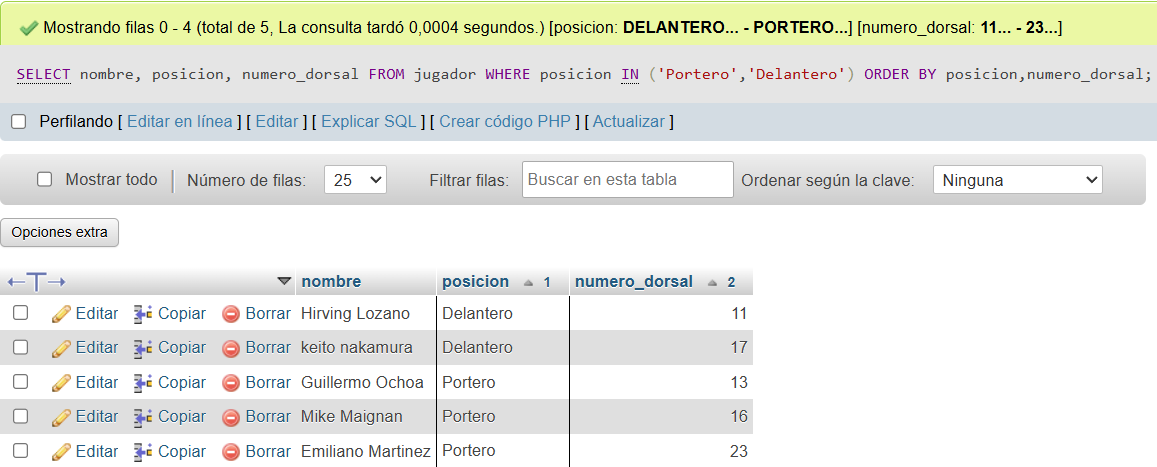 Mostrando filas 0 - 4 (total de 5, La consulta tardó 0,0004 segundos.) [posicion: DELANTERO... - PORTERO...] [numero_dorsal: 11... - 23...]
SELECT nombre, posicion, numero_dorsal FROM jugador WHERE posicion IN ('Portero','Delantero') ORDER BY posicion,numero_dorsal;
Perfilando [ Editar en línea ] [ Editar ] [ Explicar SQL ] [ Crear código PHP ] [ Actualizar ]
Mostrar todo Número de filas: 25 Filtrar filas: Buscar en esta tabla Ordenar según la clave: Ninguna
Opciones extra
nombre posicion 1 numero_dorsal 2
Editar Copiar Borrar Hirving Lozano Delantero 11
Editar Copiar Borrar keito nakamura Delantero 17
Editar Copiar Borrar Guillermo Ochoa Portero 13
Editar Copiar Borrar Mike Maignan Portero 16
Editar Copiar Borrar Emiliano Martinez Portero 23